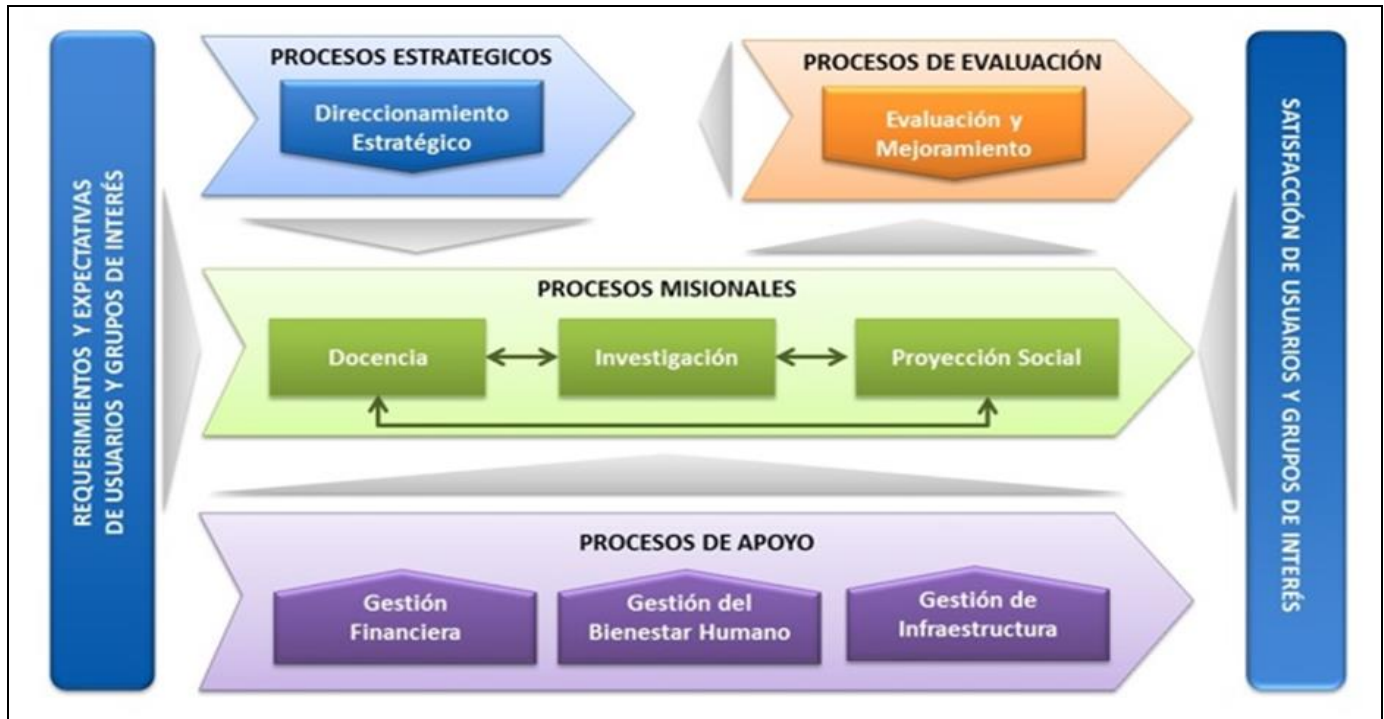 REQUERIMIENTOS Y EXPECTATIVAS
DE USUARIOS Y GRUPOS DE INTERÉS
PROCESOS ESTRATEGICOS
Direccionamiento
Estratégico
PROCESOS DE EVALUACIÓN
Evaluación y
Mejoramiento
PROCESOS MISIONALES
Docencia
Investigación
Proyección Social
PROCESOS DE APOYO
Gestión
Financiera
Gestión del
Bienestar Humano
Gestión de
Infraestructura
SATISFACCIÓN DE USUARIOS Y GRUPOS DE INTERÉS